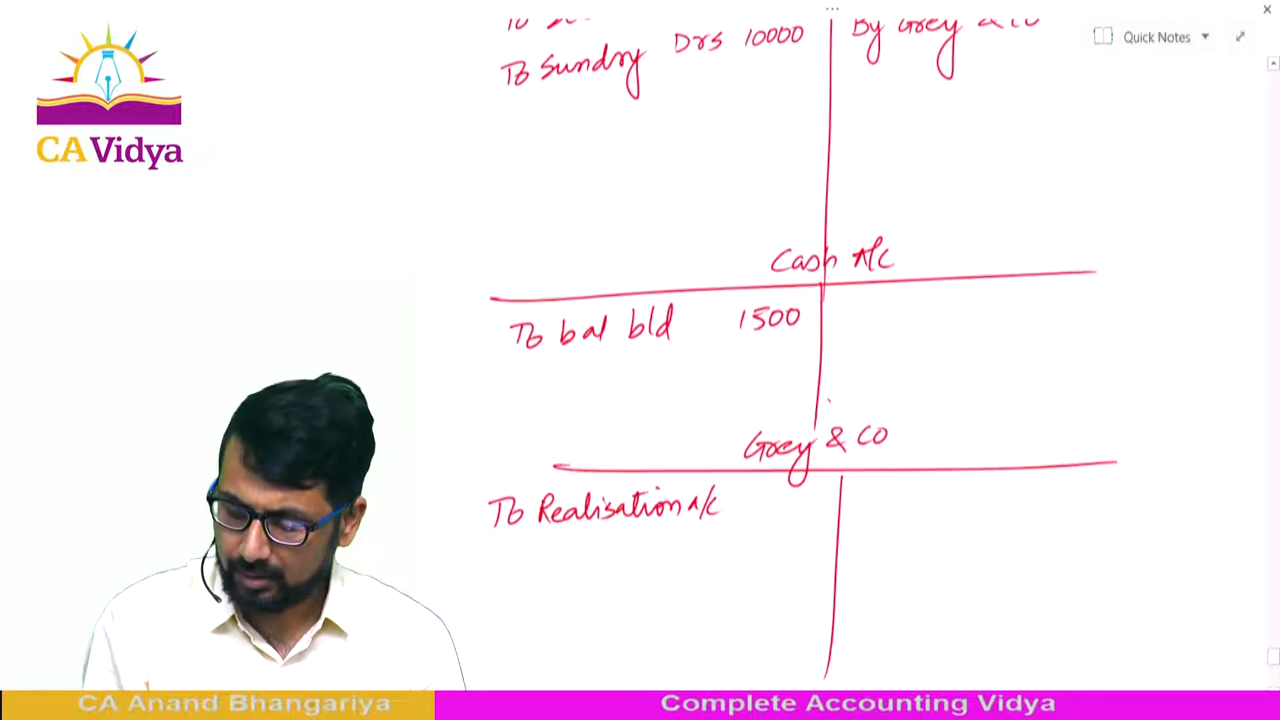 Quick Notes
By Grey & Co
To Sundry Drs 10000
CA Vidya
Cash A/c
To bal b/d 1500
Grey & CO
To Realisation a/c
CA Anand Bhangariya
Complete Accounting Vidya